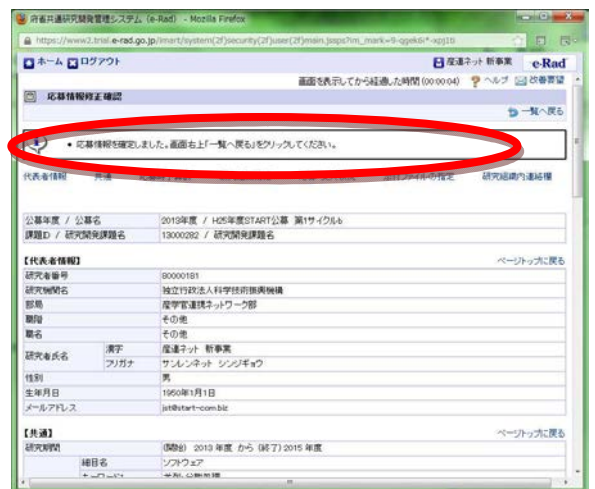 府省共通研究開発管理システム (e-Rad) - Mozilla Firefox
ホーム ログアウト
産連ネット 新事業 e-Rad
画面を表示してから経過した時間 (00:00:04) ヘルプ 改善要望
応募情報修正確認
一覧へ戻る
• 応募情報を確定しました。画面右上「一覧へ戻る」をクリックしてください。
代表者情報 共通 研究組織内連絡欄
公募年度 / 公募名 2013年度 / H25年度START公募 第1サイクル
課題ID / 研究開発課題名 13000282 / 研究開発課題名
【代表者情報】 ページトップに戻る
研究者番号 80000181
研究機関名 独立行政法人科学技術振興機構
部局 産学官連携ネットワーク部
職階 その他
職名 その他
研究者氏名 漢字 産連ネット 新事業
フリガナ サンレンネット シンジギョウ
性別 男
生年月日 1950年1月1日
メールアドレス jst@start-com.biz
【共通】 ページトップに戻る
研究期間 (開始) 2013 年度 から (終了) 2015 年度
細目名 ソフトウェア